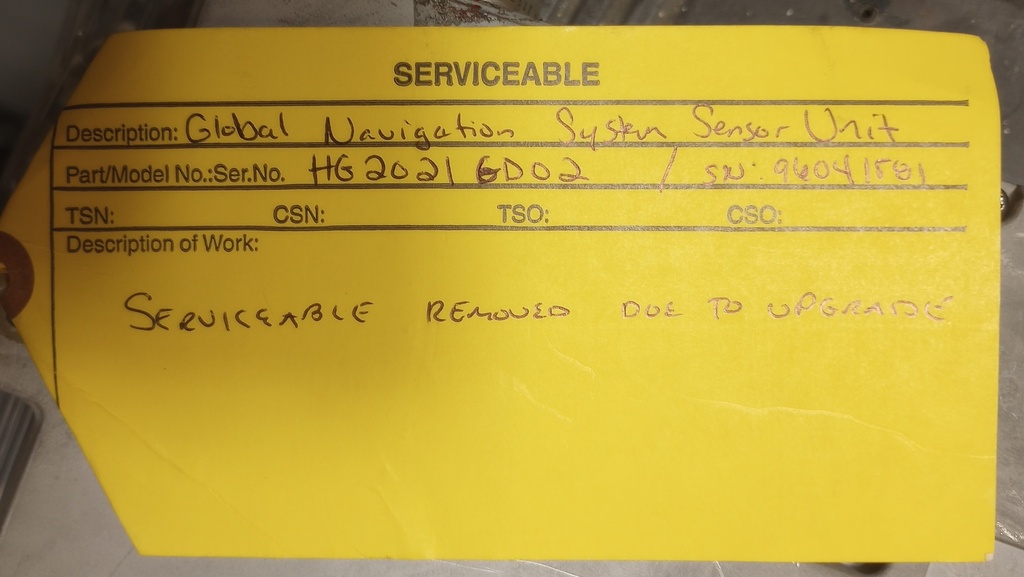 SERVICEABLE
Description: Global Navigation System Sensor Unit
Part/Model No.:Ser.No. HG2021GD02 / SN: 96041581
TSN: CSN: TSO: CSO:
Description of Work:
SERVICEABLE REMOVED DUE TO UPGRADE